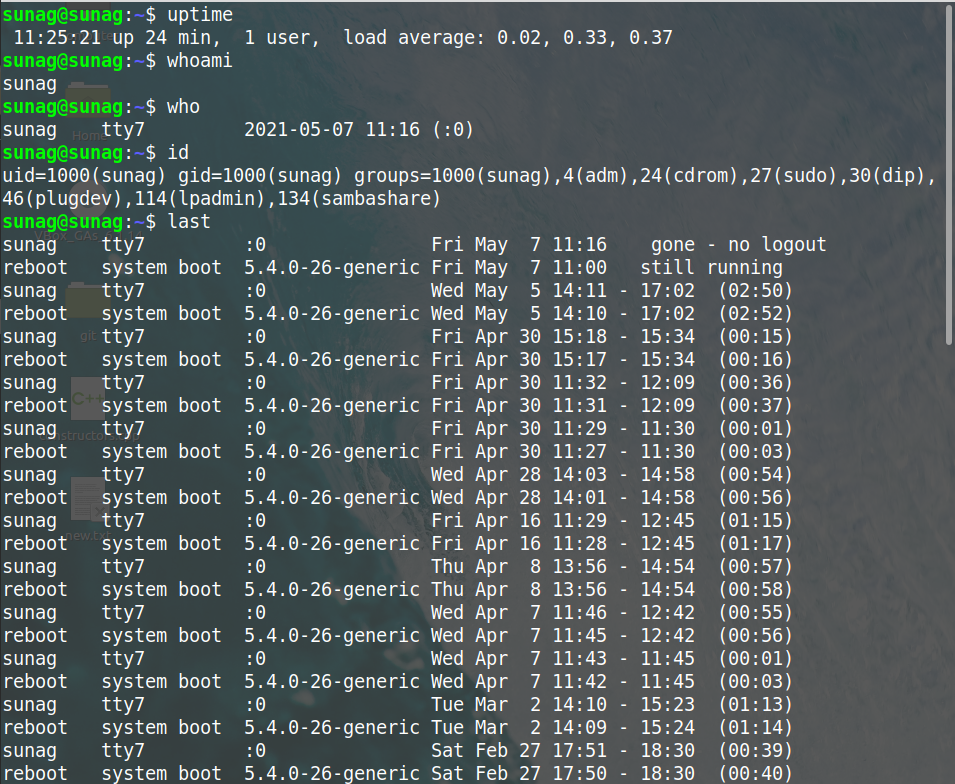 sunag@sunag:~$ uptime
 11:25:21 up 24 min,  1 user,  load average: 0.02, 0.33, 0.37
sunag@sunag:~$ whoami
sunag
sunag@sunag:~$ who
sunag    tty7         2021-05-07 11:16 (:0)
Home
sunag@sunag:~$ id
uid=1000(sunag) gid=1000(sunag) groups=1000(sunag),4(adm),24(cdrom),27(sudo),30(dip),
46(plugdev),114(lpadmin),134(sambashare)
sunag@sunag:~$ last
sunag    tty7         :0               Fri May  7 11:16    gone - no logout
reboot   system boot  5.4.0-26-generic Fri May  7 11:00   still running
sunag    tty7         :0               Wed May  5 14:11 - 17:02  (02:50)
reboot   system boot  5.4.0-26-generic Wed May  5 14:10 - 17:02  (02:52)
git
sunag    tty7         :0               Fri Apr 30 15:18 - 15:34  (00:15)
reboot   system boot  5.4.0-26-generic Fri Apr 30 15:17 - 15:34  (00:16)
sunag    tty7         :0               Fri Apr 30 11:32 - 12:09  (00:36)
C++
reboot   system boot  5.4.0-26-generic Fri Apr 30 11:31 - 12:09  (00:37)
sunag    tty7         :0               Fri Apr 30 11:29 - 11:30  (00:01)
reboot   system boot  5.4.0-26-generic Fri Apr 30 11:27 - 11:30  (00:03)
sunag    tty7         :0               Wed Apr 28 14:03 - 14:58  (00:54)
reboot   system boot  5.4.0-26-generic Wed Apr 28 14:01 - 14:58  (00:56)
sunag    tty7         :0               Fri Apr 16 11:29 - 12:45  (01:15)
new.txt
reboot   system boot  5.4.0-26-generic Fri Apr 16 11:28 - 12:45  (01:17)
sunag    tty7         :0               Thu Apr  8 13:56 - 14:54  (00:57)
reboot   system boot  5.4.0-26-generic Thu Apr  8 13:56 - 14:54  (00:58)
sunag    tty7         :0               Wed Apr  7 11:46 - 12:42  (00:55)
reboot   system boot  5.4.0-26-generic Wed Apr  7 11:45 - 12:42  (00:56)
sunag    tty7         :0               Wed Apr  7 11:43 - 11:45  (00:01)
reboot   system boot  5.4.0-26-generic Wed Apr  7 11:42 - 11:45  (00:03)
sunag    tty7         :0               Tue Mar  2 14:10 - 15:23  (01:13)
reboot   system boot  5.4.0-26-generic Tue Mar  2 14:09 - 15:24  (01:14)
sunag    tty7         :0               Sat Feb 27 17:51 - 18:30  (00:39)
reboot   system boot  5.4.0-26-generic Sat Feb 27 17:50 - 18:30  (00:40)